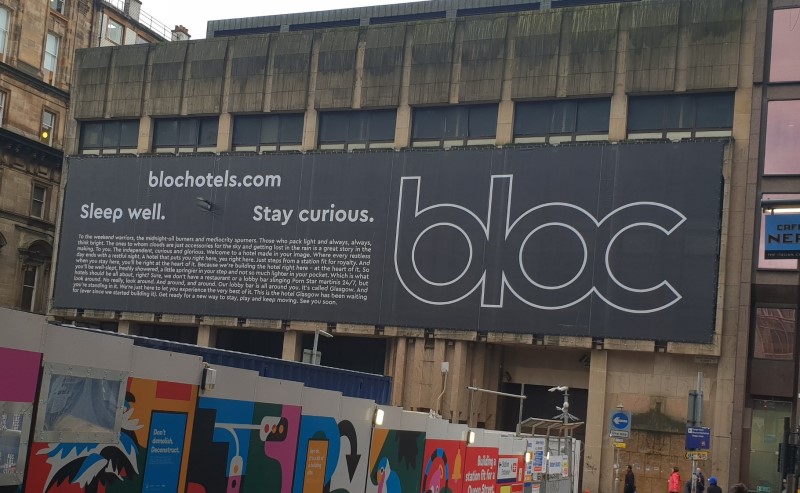 blochotels.com
Sleep well. Stay curious.
bloc
To the weekend warriors, the midnight-oil burners and mediocrity spurners. Those who pack light and always, always,
think bright. The ones to whom clouds are just accessories for the sky and getting lost in the rain is a great story in the
making. To you. The independent, curious and glorious. Welcome to a hotel made in your image. Where every restless
day ends with a restful night. A hotel that puts you right here, yes right here. Just steps from a station fit for royalty. And
when you stay here, you'll be right at the heart of it. Because we're building the hotel right here – at the heart of it. So
you'll be well-slept, freshly showered, a little springier in your step and not so much lighter in your pocket. Which is what
hotels should be all about, right? Sure, we don't have a restaurant or a lobby bar slinging Porn Star martinis 24/7, but
look around. No really, look around. And around, and around. Our lobby bar is all around you. It's called Glasgow. And
you're standing in it. We're just here to let you experience the very best of it. This is the hotel Glasgow has been waiting
for (ever since we started building it). Get ready for a new way to stay, play and keep moving. See you soon.
CAFFÈ
NER
Don't
demolish.
Deconstruct.
Building a
station fit for a
Queen Street.